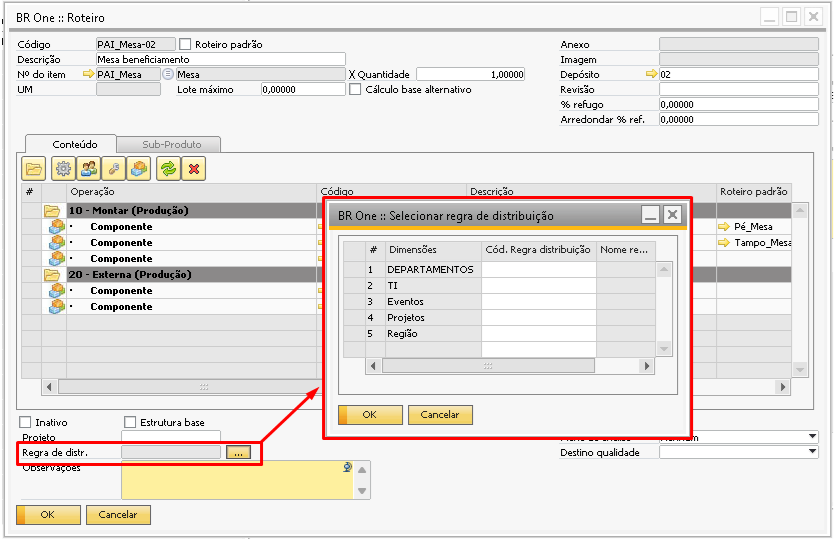 BR One :: Roteiro
Código PAI_Mesa-02 Roteiro padrão
Descrição Mesa beneficiamento
Nº do item PAI_Mesa Mesa X Quantidade 1,00000
UM Lote máximo 0,00000 Cálculo base alternativo
Anexo
Imagem
Depósito 02
Revisão
% refugo 0,00000
Arredondar % ref. 0,00000
Conteúdo Sub-Produto
# Operação Código Descrição Roteiro padrão
10 - Montar (Produção)
Componente Pé_Mesa
Componente Tampo_Mesa
Componente
20 - Externa (Produção)
Componente
Componente
BR One :: Selecionar regra de distribuição
# Dimensões Cód. Regra distribuição Nome re...
1 DEPARTAMENTOS
2 TI
3 Eventos
4 Projetos
5 Região
OK Cancelar
Inativo Estrutura base
Projeto
Regra de distr. ...
Observações
Destino qualidade
OK Cancelar